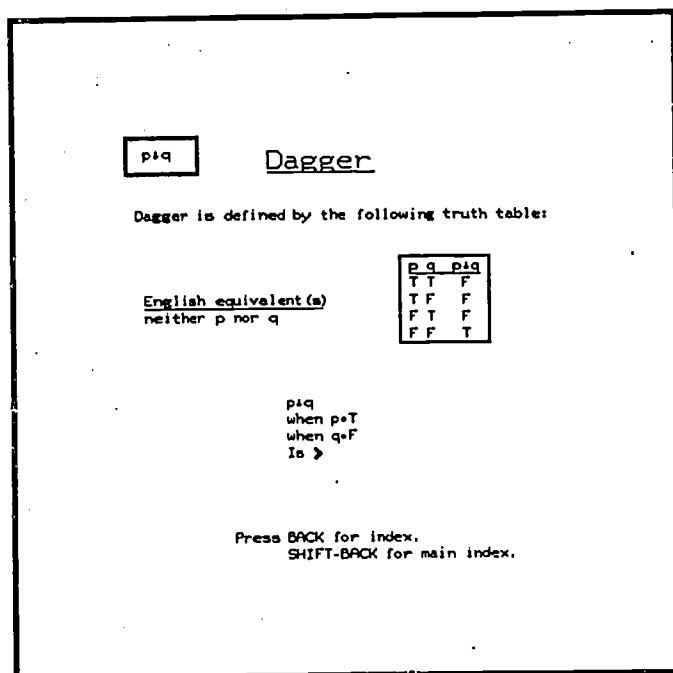 p↓q
Dagger
Dagger is defined by the following truth table:
p q p↓q
T T F
T F F
F T F
F F T
English equivalent(s)
neither p nor q
p↓q
when p=T
when q=F
Is >
Press BACK for index.
SHIFT-BACK for main index.